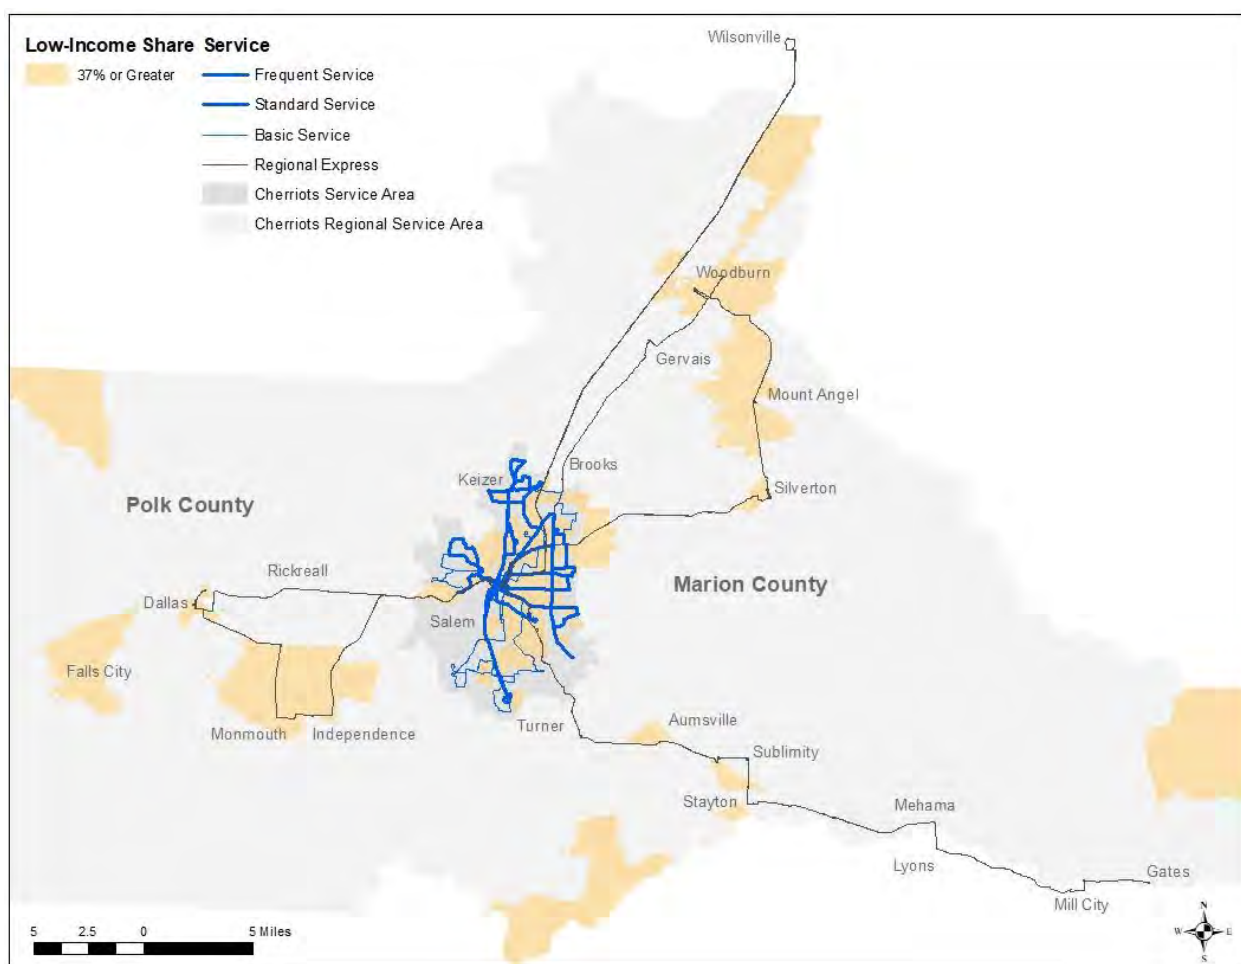 Low-Income Share
37% or Greater
Service
Frequent Service
Standard Service
Basic Service
Regional Express
Cherriots Service Area
Cherriots Regional Service Area
Wilsonville
Woodburn
Gervais
Mount Angel
Brooks
Keizer
Silverton
Polk County
Rickreall
Marion County
Dallas
Salem
Falls City
Monmouth
Independence
Turner
Aumsville
Sublimity
Stayton
Mehama
Lyons
Gates
Mill City
5 2.5 0 5 Miles
N
W E
S